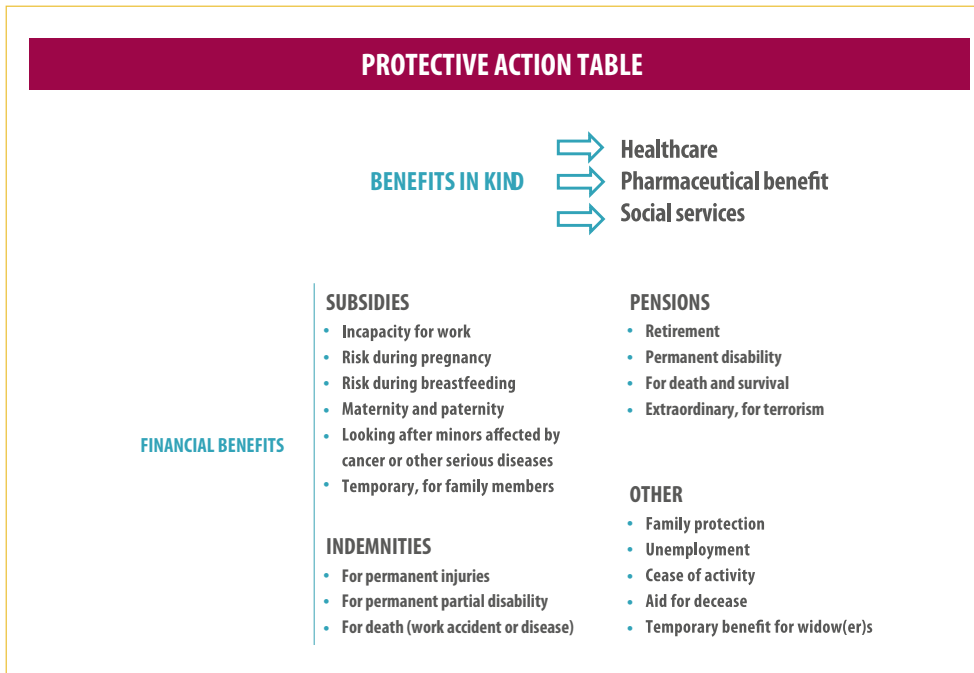 PROTECTIVE ACTION TABLE
BENEFITS IN KIND
Healthcare
Pharmaceutical benefit
Social services
FINANCIAL BENEFITS
SUBSIDIES
• Incapacity for work
• Risk during pregnancy
• Risk during breastfeeding
• Maternity and paternity
• Looking after minors affected by
cancer or other serious diseases
• Temporary, for family members
INDEMNITIES
• For permanent injuries
• For permanent partial disability
• For death (work accident or disease)
PENSIONS
• Retirement
• Permanent disability
• For death and survival
• Extraordinary, for terrorism
OTHER
• Family protection
• Unemployment
• Cease of activity
• Aid for decease
• Temporary benefit for widow(er)s